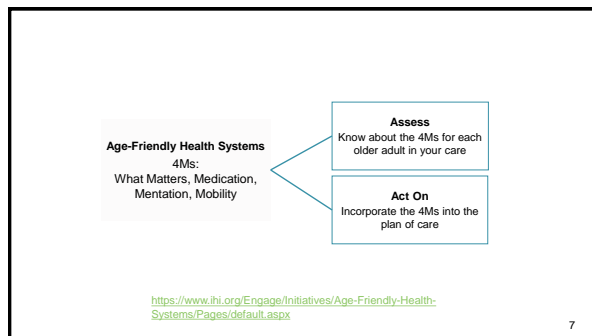 Age-Friendly Health Systems
4Ms:
What Matters, Medication,
Mentation, Mobility
Assess
Know about the 4Ms for each
older adult in your care
Act On
Incorporate the 4Ms into the
plan of care
https://www.ihi.org/Engage/Initiatives/Age-Friendly-Health-
Systems/Pages/default.aspx
7